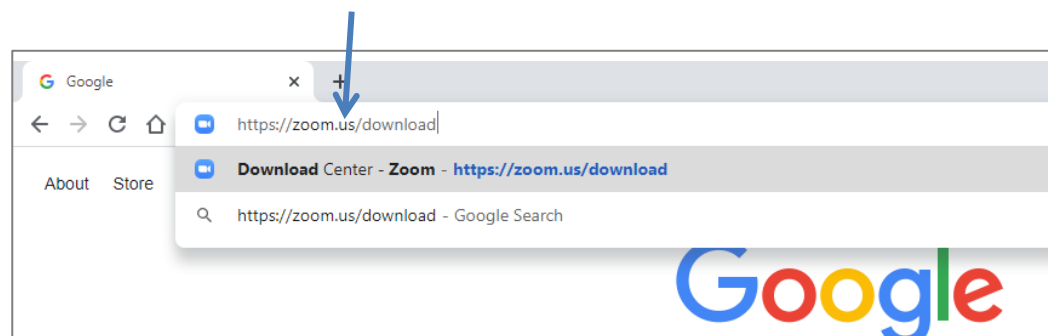 Google
https://zoom.us/download
Download Center - Zoom - https://zoom.us/download
About Store
https://zoom.us/download - Google Search
Google